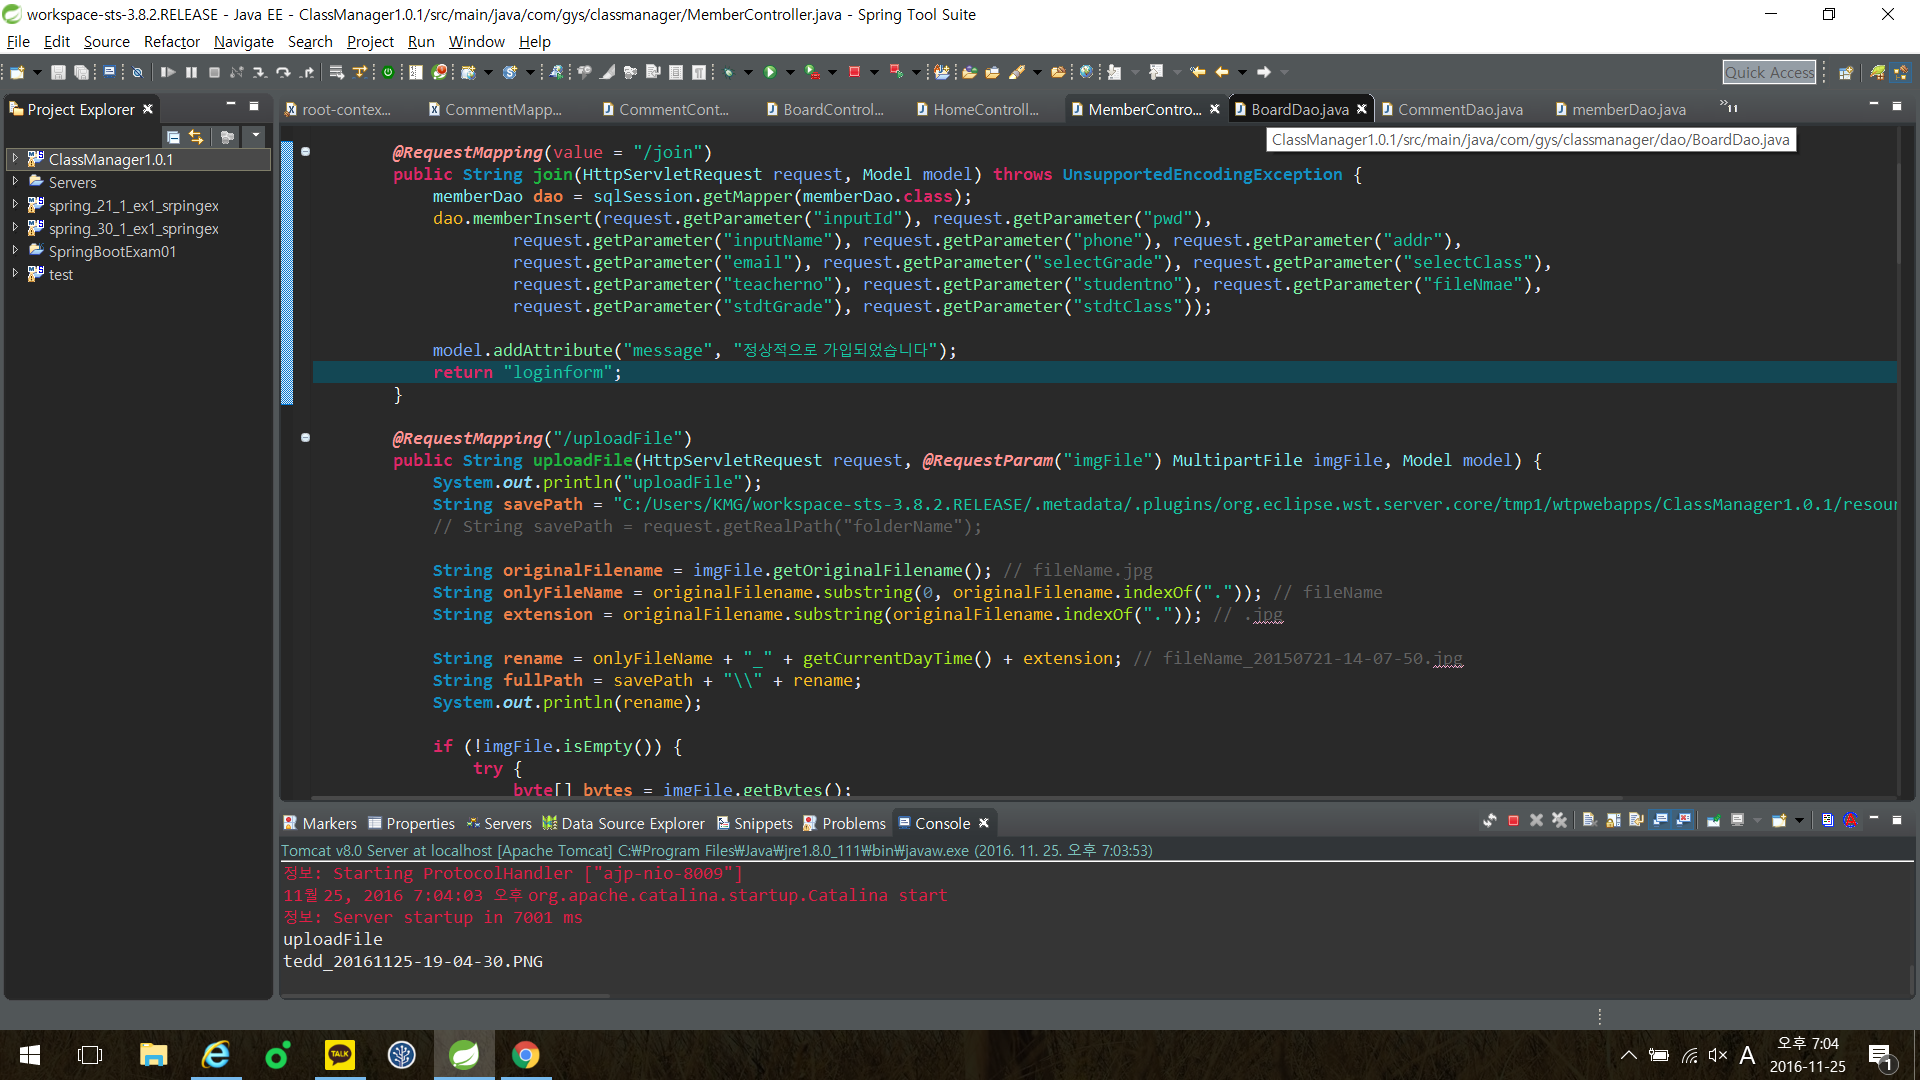 workspace-sts-3.8.2.RELEASE - Java EE - ClassManager1.0.1/src/main/java/com/gys/classmanager/MemberController.java - Spring Tool Suite
File Edit Source Refactor Navigate Search Project Run Window Help
Quick Access
Project Explorer
root-contex...
CommentMapp...
CommentCont...
BoardControl...
HomeControll...
MemberContro...
BoardDao.java
CommentDao.java
memberDao.java
11
ClassManager1.0.1/src/main/java/com/gys/classmanager/dao/BoardDao.java
ClassManager1.0.1
Servers
spring_21_1_ex1_srpingex
spring_30_1_ex1_springex
SpringBootExam01
test
@RequestMapping(value = "/join")
public String join(HttpServletRequest request, Model model) throws UnsupportedEncodingException {
memberDao dao = sqlSession.getMapper(memberDao.class);
dao.memberInsert(request.getParameter("inputId"), request.getParameter("pwd"),
request.getParameter("inputName"), request.getParameter("phone"), request.getParameter("addr"),
request.getParameter("email"), request.getParameter("selectGrade"), request.getParameter("selectClass"),
request.getParameter("teacherno"), request.getParameter("studentno"), request.getParameter("fileNmae"),
request.getParameter("stdtGrade"), request.getParameter("stdtClass"));
model.addAttribute("message", "정상적으로 가입되었습니다");
return "loginform";
}
@RequestMapping("/uploadFile")
public String uploadFile(HttpServletRequest request, @RequestParam("imgFile") MultipartFile imgFile, Model model) {
System.out.println("uploadFile");
String savePath = "C:/Users/KMG/workspace-sts-3.8.2.RELEASE/.metadata/.plugins/org.eclipse.wst.server.core/tmp1/wtpwebapps/ClassManager1.0.1/resour
// String savePath = request.getRealPath("folderName");
String originalFilename = imgFile.getOriginalFilename(); // fileName.jpg
String onlyFileName = originalFilename.substring(0, originalFilename.indexOf(".")); // fileName
String extension = originalFilename.substring(originalFilename.indexOf(".")); // .jpg
String rename = onlyFileName + "_" + getCurrentDayTime() + extension; // fileName_20150721-14-07-50.jpg
String fullPath = savePath + "\\" + rename;
System.out.println(rename);
if (!imgFile.isEmpty()) {
try {
byte[] bytes = imgFile.getBytes();
Markers Properties Servers Data Source Explorer Snippets Problems Console
Tomcat v8.0 Server at localhost [Apache Tomcat] C:₩Program Files₩Java₩jre1.8.0_111₩bin₩javaw.exe (2016. 11. 25. 오후 7:03:53)
정보: Starting ProtocolHandler ["ajp-nio-8009"]
11월 25, 2016 7:04:03 오후 org.apache.catalina.startup.Catalina start
정보: Server startup in 7001 ms
uploadFile
tedd_20161125-19-04-30.PNG
TALK
A
오후 7:04
2016-11-25
1